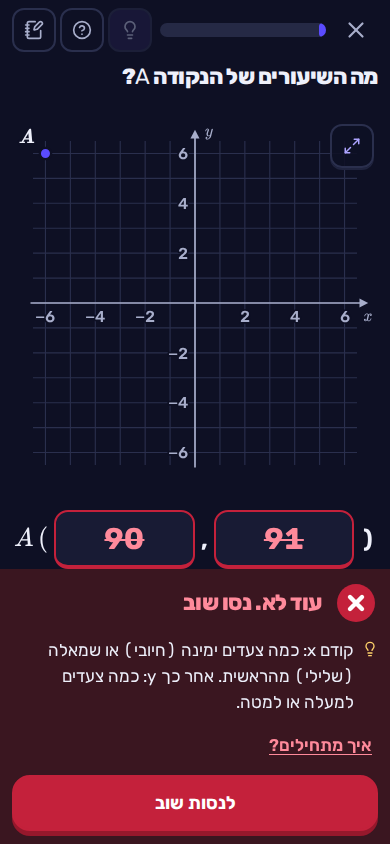 מה השיעורים של הנקודה A?
A
y
6
4
2
−6 −4 −2 2 4 6 x
−2
−4
−6
A ( 90 , 91 )
עוד לא. נסו שוב
קודם x: כמה צעדים ימינה (חיובי) או שמאלה
(שלילי) מהראשית. אחר כך y: כמה צעדים
למעלה או למטה.
איך מתחילים?
לנסות שוב